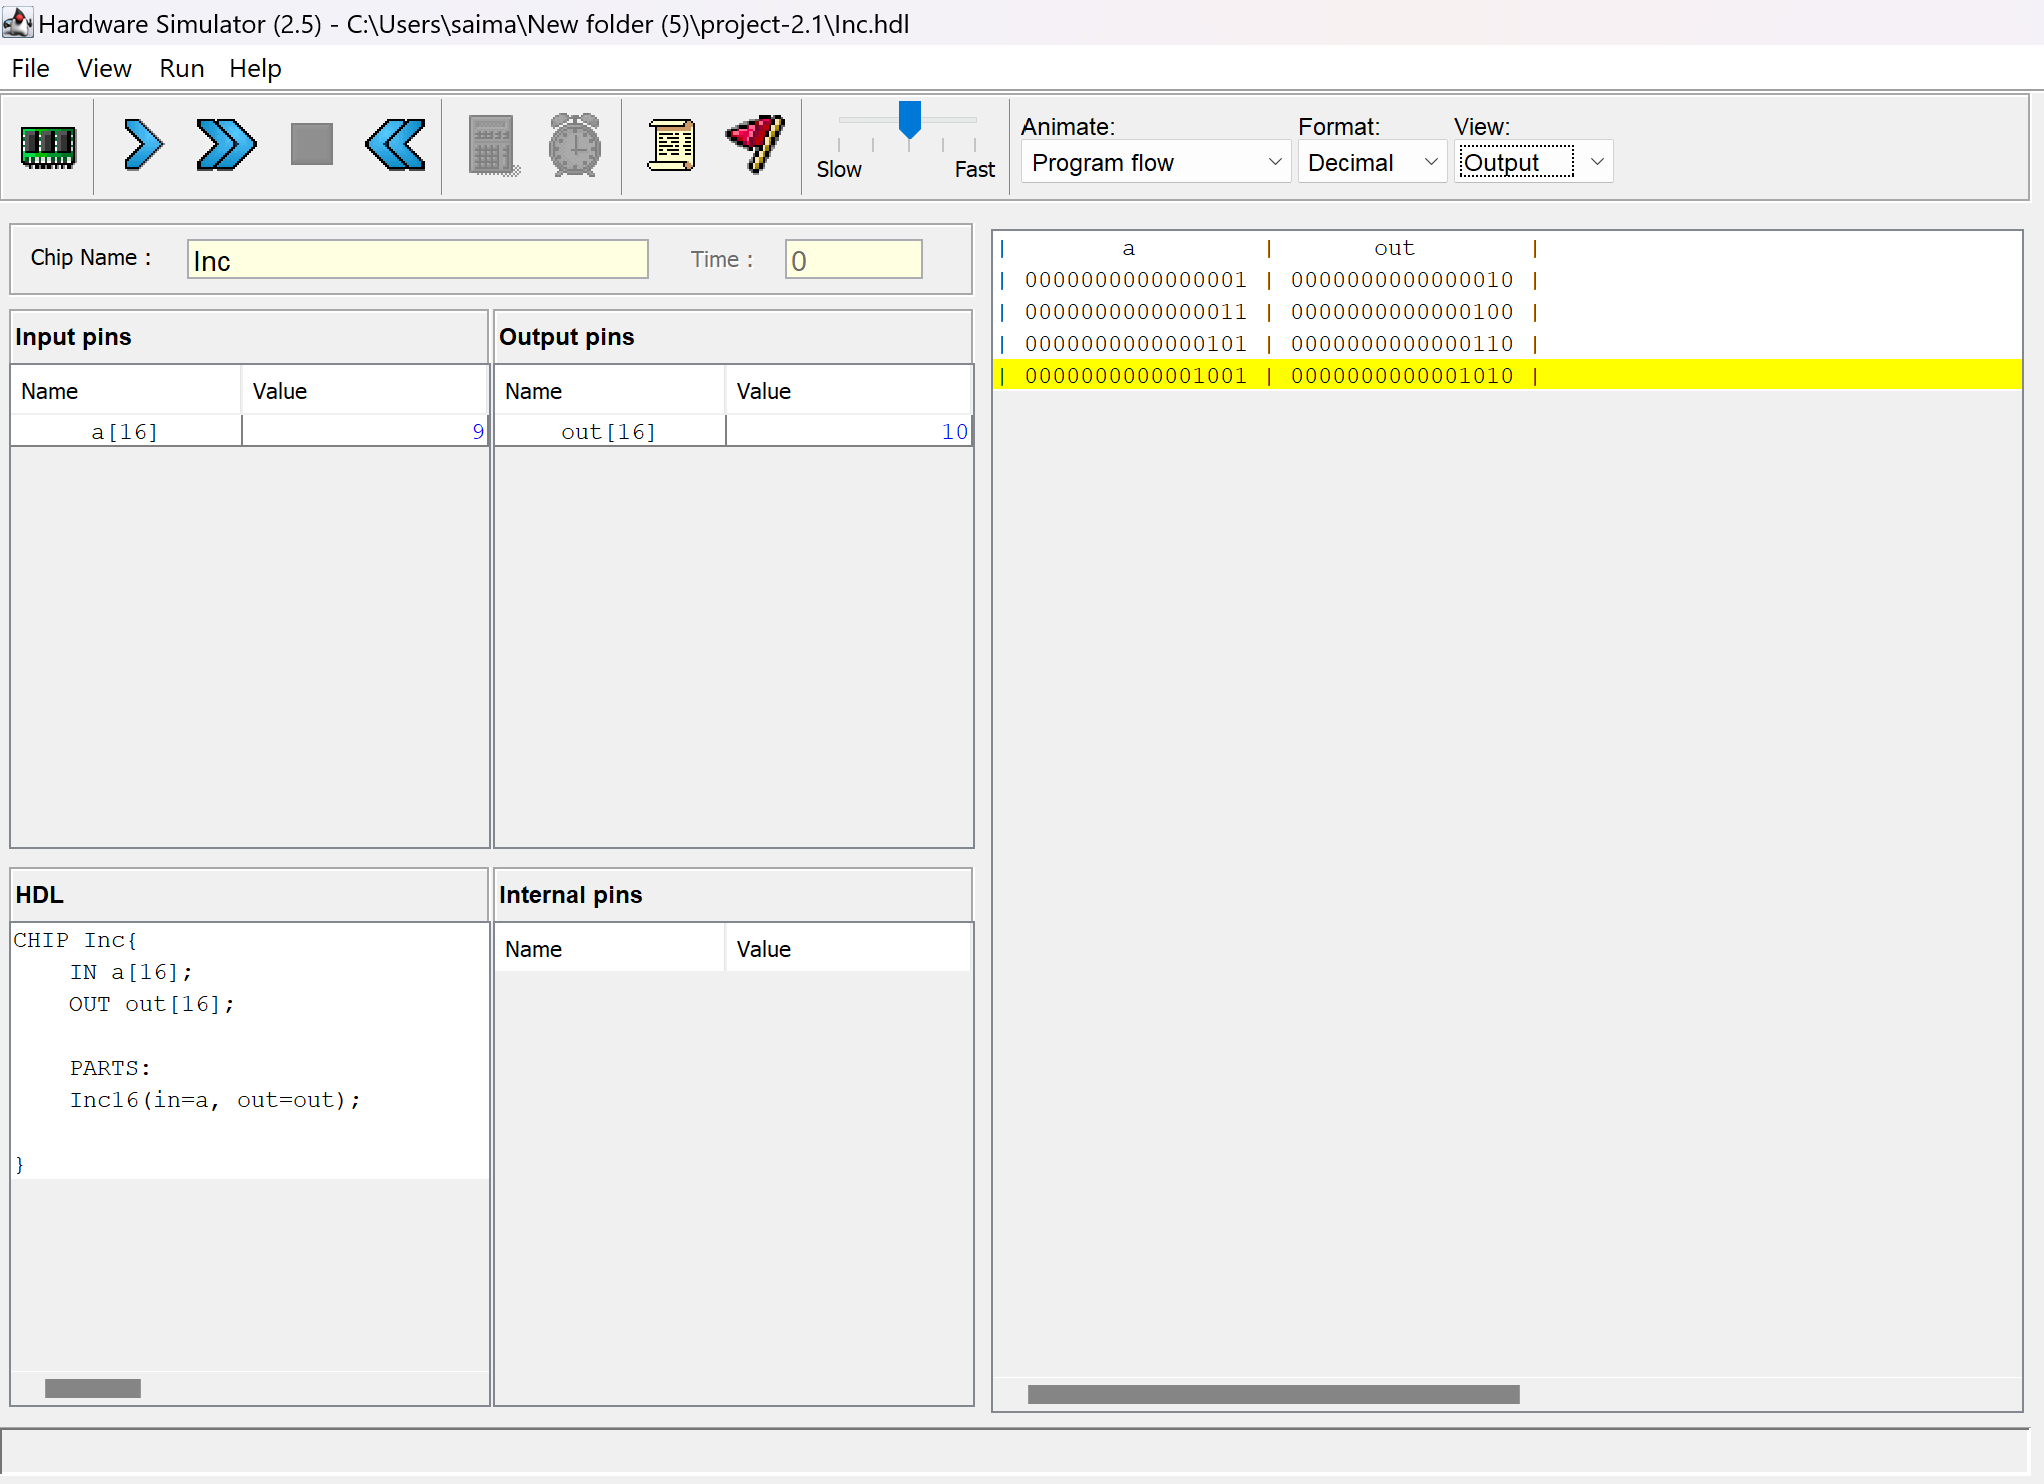 Hardware Simulator (2.5) - C:\Users\saima\New folder (5)\project-2.1\Inc.hdl
File View Run Help
Animate: Format: View:
Slow Fast Program flow Decimal Output
Chip Name : Inc Time : 0
Input pins
Name Value
a[16] 9
Output pins
Name Value
out[16] 10
HDL
CHIP Inc{
    IN a[16];
    OUT out[16];
    PARTS:
    Inc16(in=a, out=out);
}
Internal pins
Name Value
| a | out |
| 0000000000000001 | 0000000000000010 |
| 0000000000000011 | 0000000000000100 |
| 0000000000000101 | 0000000000000110 |
| 0000000000001001 | 0000000000001010 |